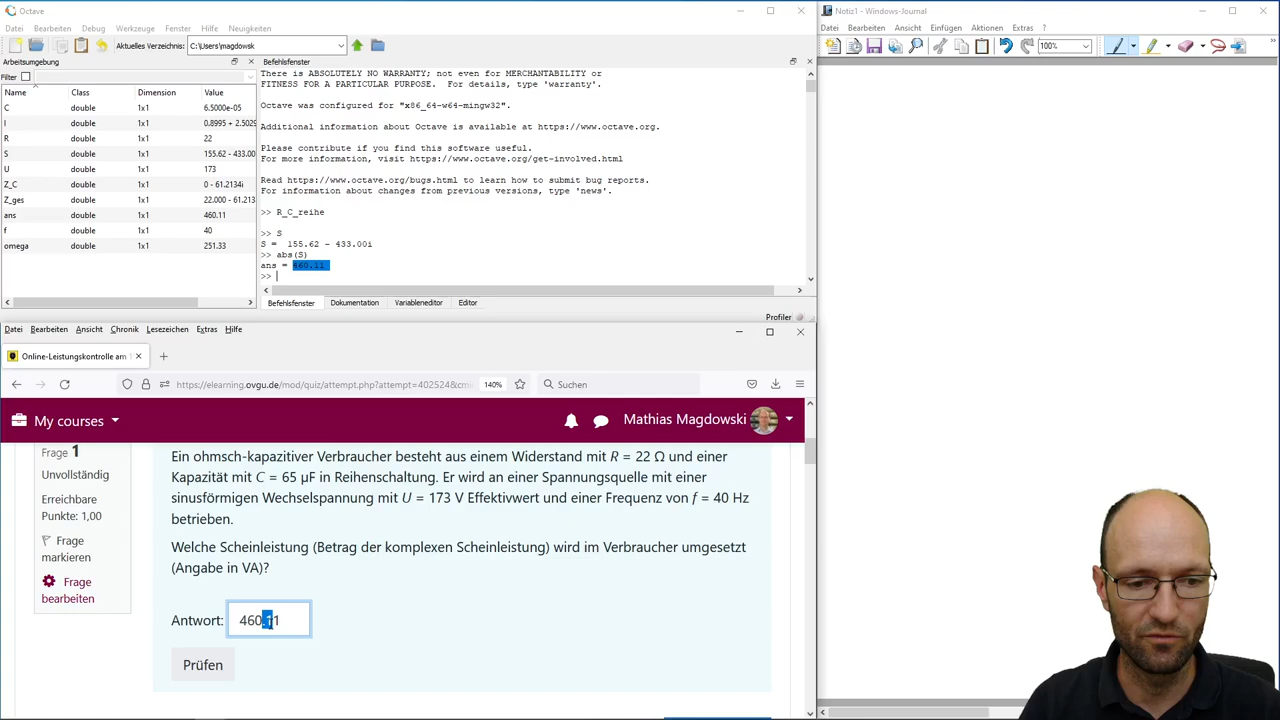 Octave
Datei Bearbeiten Debug Werkzeuge Fenster Hilfe Neuigkeiten
Aktuelles Verzeichnis: C:\Users\magdowsk
Arbeitsumgebung
Filter
Name Class Dimension Value
C double 1x1 6.5000e-05
I double 1x1 0.8995 + 2.5029
R double 1x1 22
S double 1x1 155.62 - 433.00
U double 1x1 173
Z_C double 1x1 0 - 61.2134i
Z_ges double 1x1 22.000 - 61.213
ans double 1x1 460.11
f double 1x1 40
omega double 1x1 251.33
Befehlsfenster
There is ABSOLUTELY NO WARRANTY; not even for MERCHANTABILITY or
FITNESS FOR A PARTICULAR PURPOSE. For details, type 'warranty'.
Octave was configured for "x86_64-w64-mingw32".
Additional information about Octave is available at https://www.octave.org.
Please contribute if you find this software useful.
For more information, visit https://www.octave.org/get-involved.html
Read https://www.octave.org/bugs.html to learn how to submit bug reports.
For information about changes from previous versions, type 'news'.
>> R_C_reihe
>> S
S = 155.62 - 433.00i
>> abs(S)
ans = 460.11
>>
Befehlsfenster Dokumentation Variableneditor Editor
Profiler
Notiz1 - Windows-Journal
Datei Bearbeiten Ansicht Einfügen Aktionen Extras ?
100%
Datei Bearbeiten Ansicht Chronik Lesezeichen Extras Hilfe
Online-Leistungskontrolle am 1
https://elearning.ovgu.de/mod/quiz/attempt.php?attempt=402524&cm 140% Suchen
My courses Mathias Magdowski
Frage 1
Unvollständig
Erreichbare
Punkte: 1,00
Frage
markieren
Frage
bearbeiten
Ein ohmsch-kapazitiver Verbraucher besteht aus einem Widerstand mit R = 22 Ω und einer
Kapazität mit C = 65 μF in Reihenschaltung. Er wird an einer Spannungsquelle mit einer
sinusförmigen Wechselspannung mit U = 173 V Effektivwert und einer Frequenz von f = 40 Hz
betrieben.
Welche Scheinleistung (Betrag der komplexen Scheinleistung) wird im Verbraucher umgesetzt
(Angabe in VA)?
Antwort: 460.11
Prüfen